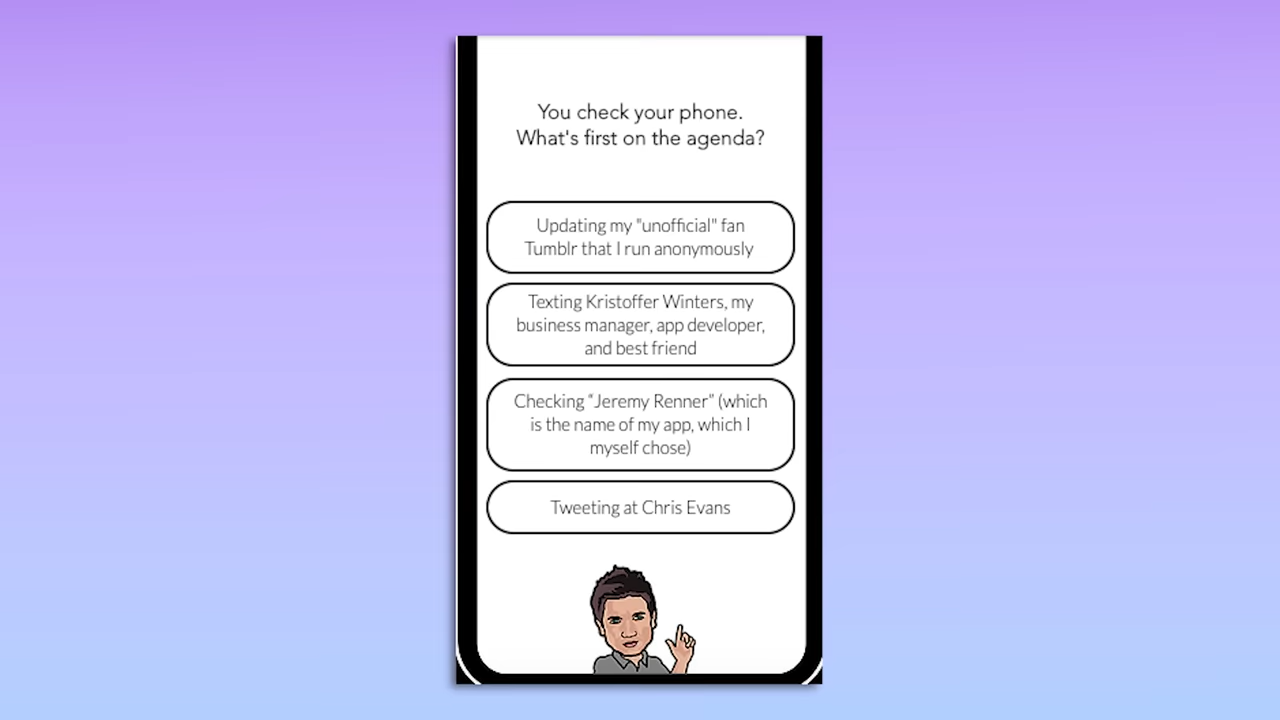 You check your phone.
What's first on the agenda?
Updating my "unofficial" fan
Tumblr that I run anonymously
Texting Kristoffer Winters, my
business manager, app developer,
and best friend
Checking “Jeremy Renner” (which
is the name of my app, which I
myself chose)
Tweeting at Chris Evans